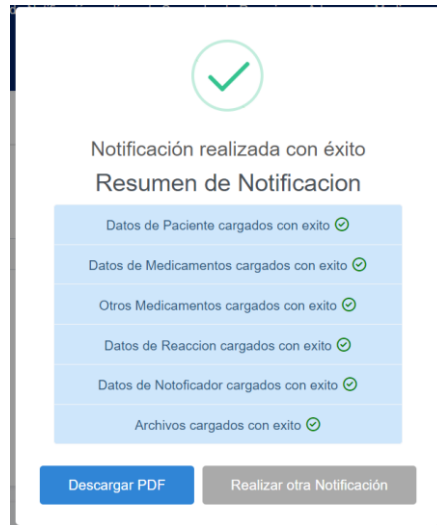 Notificación realizada con éxito
Resumen de Notificacion
Datos de Paciente cargados con exito
Datos de Medicamentos cargados con exito
Otros Medicamentos cargados con exito
Datos de Reaccion cargados con exito
Datos de Notoficador cargados con exito
Archivos cargados con exito
Descargar PDF
Realizar otra Notificación